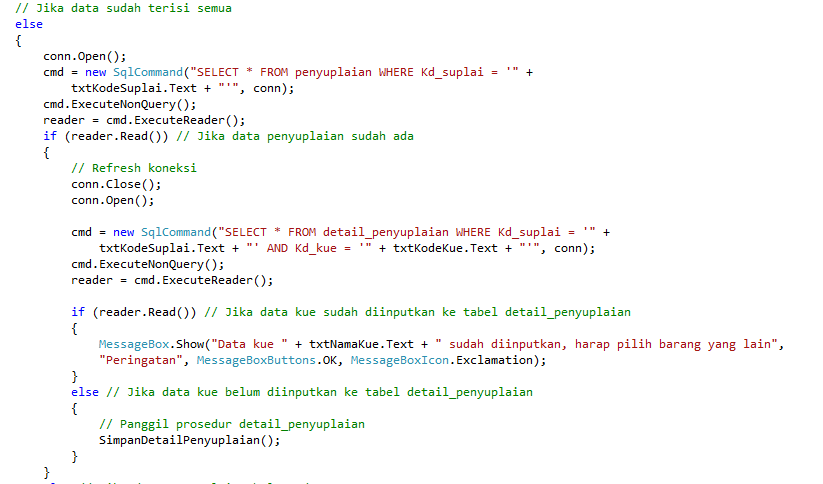 // Jika data sudah terisi semua
else
{
    conn.Open();
    cmd = new SqlCommand("SELECT * FROM penyuplaian WHERE Kd_suplai = '" +
        txtKodeSuplai.Text + "'", conn);
    cmd.ExecuteNonQuery();
    reader = cmd.ExecuteReader();
    if (reader.Read()) // Jika data penyuplaian sudah ada
    {
        // Refresh koneksi
        conn.Close();
        conn.Open();

        cmd = new SqlCommand("SELECT * FROM detail_penyuplaian WHERE Kd_suplai = '" +
            txtKodeSuplai.Text + "' AND Kd_kue = '" + txtKodeKue.Text + "'", conn);
        cmd.ExecuteNonQuery();
        reader = cmd.ExecuteReader();

        if (reader.Read()) // Jika data kue sudah diinputkan ke tabel detail_penyuplaian
        {
            MessageBox.Show("Data kue " + txtNamaKue.Text + " sudah diinputkan, harap pilih barang yang lain",
            "Peringatan", MessageBoxButtons.OK, MessageBoxIcon.Exclamation);
        }
        else // Jika data kue belum diinputkan ke tabel detail_penyuplaian
        {
            // Panggil prosedur detail_penyuplaian
            SimpanDetailPenyuplaian();
        }
    }